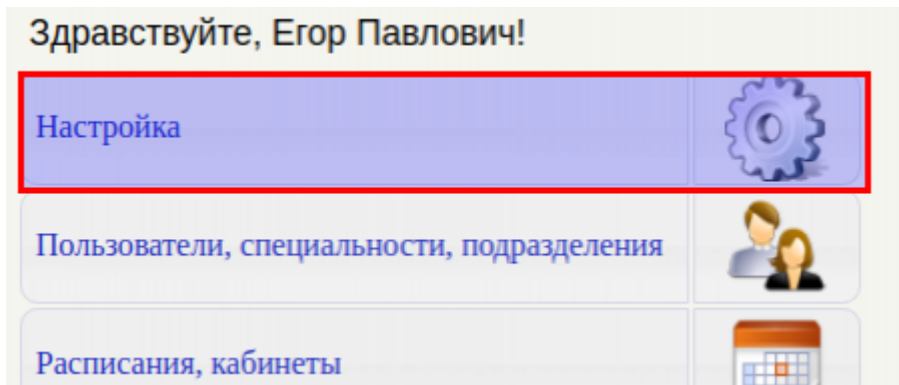 Здравствуйте, Егор Павлович!
Настройка
Пользователи, специальности, подразделения
Расписания, кабинеты